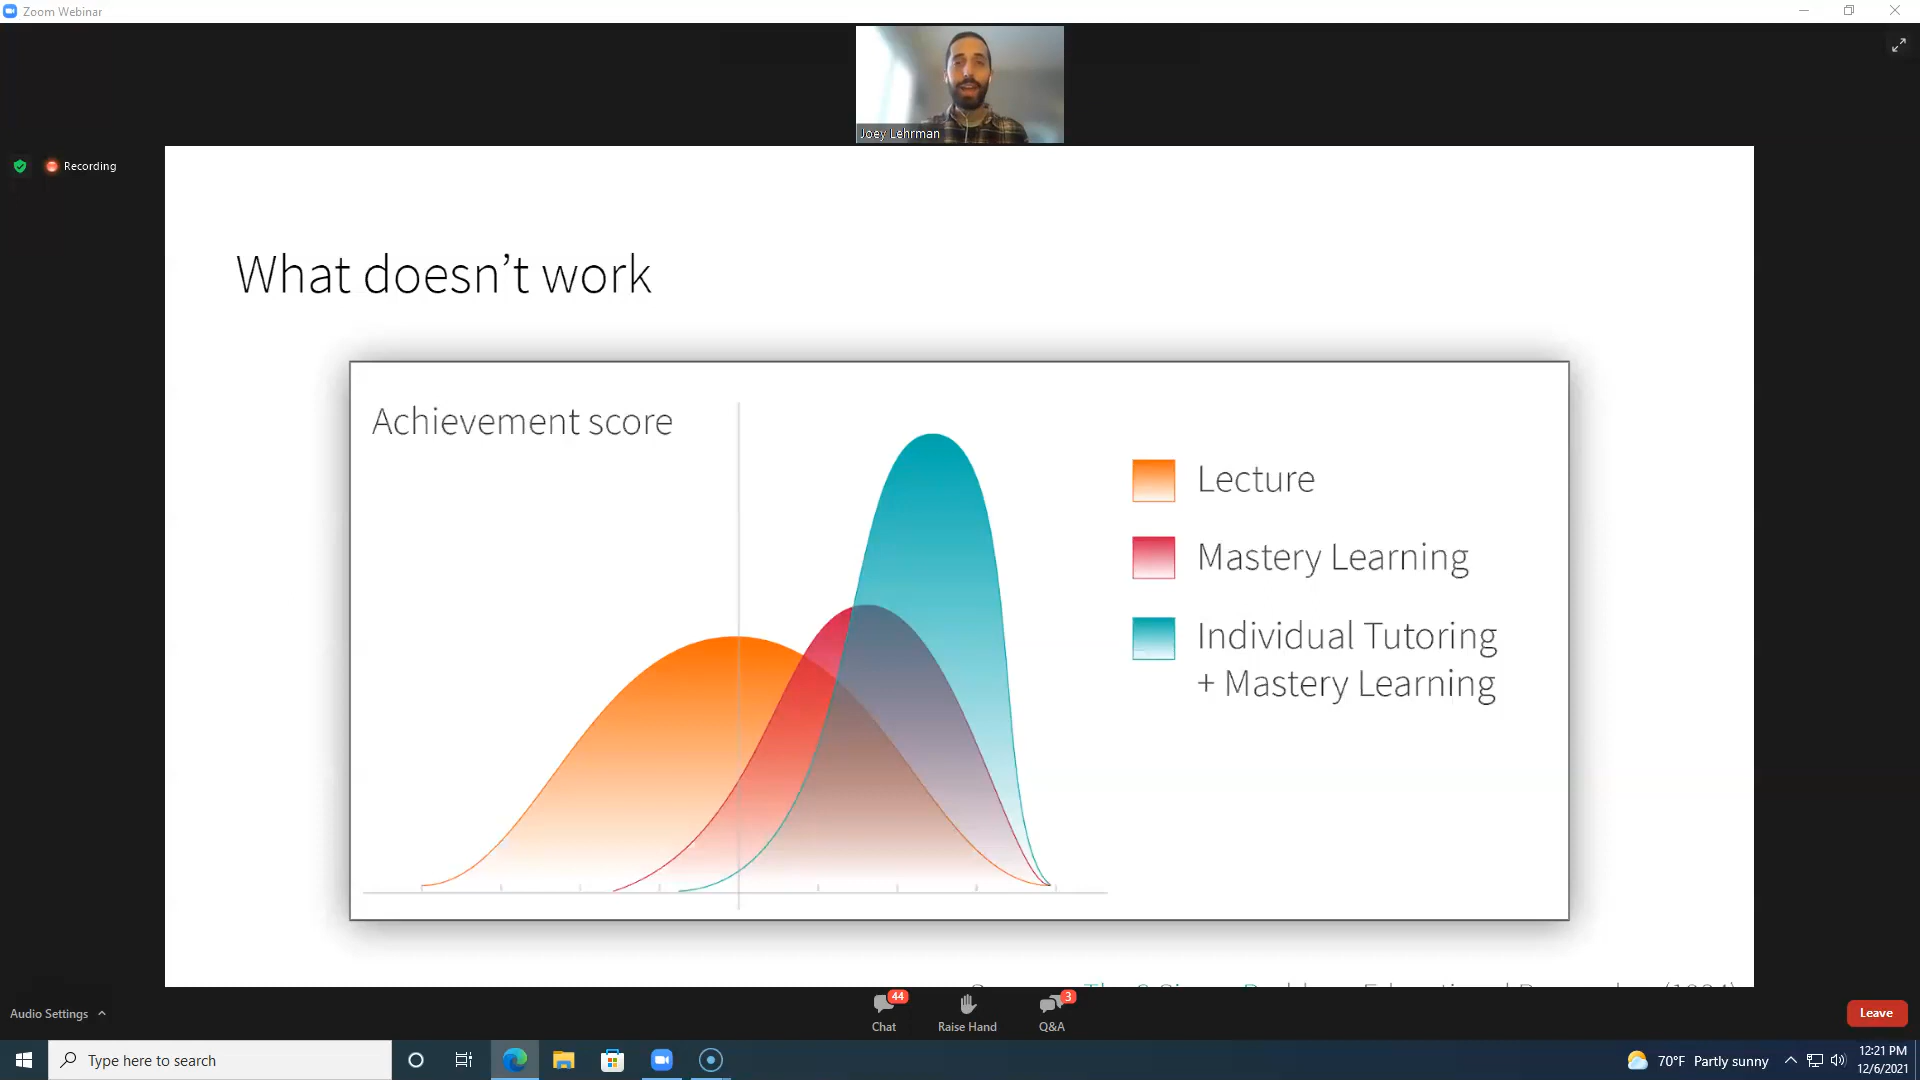 Zoom Webinar
Joey Lehrman
Recording
What doesn’t work
Achievement score
Lecture
Mastery Learning
Individual Tutoring
+ Mastery Learning
Audio Settings
44
Chat
Raise Hand
3
Q&A
Leave
Type here to search
70°F Partly sunny
12:21 PM
12/6/2021